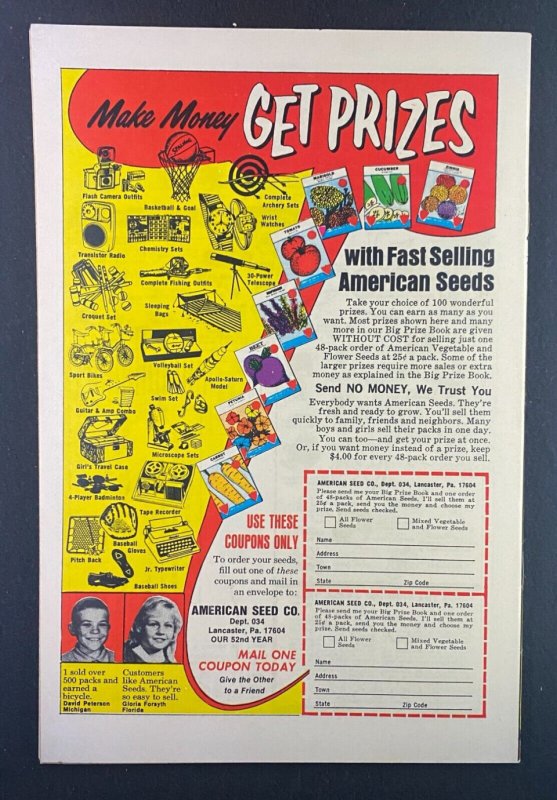 Make Money GET PRIZES
Flash Camera Outfits
Basketball & Goal
Complete
Archery Sets
Wrist
Watches
Transistor Radio
Chemistry Sets
30-Power
Telescope
Complete Fishing Outfits
Croquet Set
Sleeping
Bags
Sport Bikes
Volleyball Set
Apollo-Saturn
Model
Swim Set
Guitar & Amp Combo
Microscope Sets
Girl's Travel Case
4-Player Badminton
Tape Recorder
Baseball
Gloves
Pitch Back
Jr. Typewriter
Baseball Shoes
MARIGOLD
CUCUMBER
ZINNIA
TOMATO
BEET
PETUNIA
CARROT
with Fast Selling
American Seeds
Take your choice of 100 wonderful
prizes. You can earn as many as you
want. Most prizes shown here and many
more in our Big Prize Book are given
WITHOUT COST for selling just one
48-pack order of American Vegetable and
Flower Seeds at 25¢ a pack. Some of the
larger prizes require more sales or extra
money as explained in the Big Prize Book.
Send NO MONEY, We Trust You
Everybody wants American Seeds. They're
fresh and ready to grow. You'll sell them
quickly to family, friends and neighbors. Many
boys and girls sell their packs in one day.
You can too—and get your prize at once.
Or, if you want money instead of a prize, keep
$4.00 for every 48-pack order you sell.
USE THESE
COUPONS ONLY
To order your seeds,
fill out one of these
coupons and mail in
an envelope to:
AMERICAN SEED CO.
Dept. 034
Lancaster, Pa. 17604
OUR 52nd YEAR
MAIL ONE
COUPON TODAY
Give the Other
to a Friend
AMERICAN SEED CO., Dept. 034, Lancaster, Pa. 17604
Please send me your Big Prize Book and one order
of 48-packs of American Seeds. I'll sell them at
25¢ a pack, send you the money and choose my
prize. Send seeds checked.
All Flower
Seeds
Mixed Vegetable
and Flower Seeds
Name
Address
Town
State Zip Code
AMERICAN SEED CO., Dept. 034, Lancaster, Pa. 17604
Please send me your Big Prize Book and one order
of 48-packs of American Seeds. I'll sell them at
25¢ a pack, send you the money and choose my
prize. Send seeds checked.
All Flower
Seeds
Mixed Vegetable
and Flower Seeds
Name
Address
Town
State Zip Code
I sold over
500 packs and
earned a
bicycle.
David Peterson
Michigan
Customers
like American
Seeds. They're
so easy to sell.
Gloria Forsyth
Florida